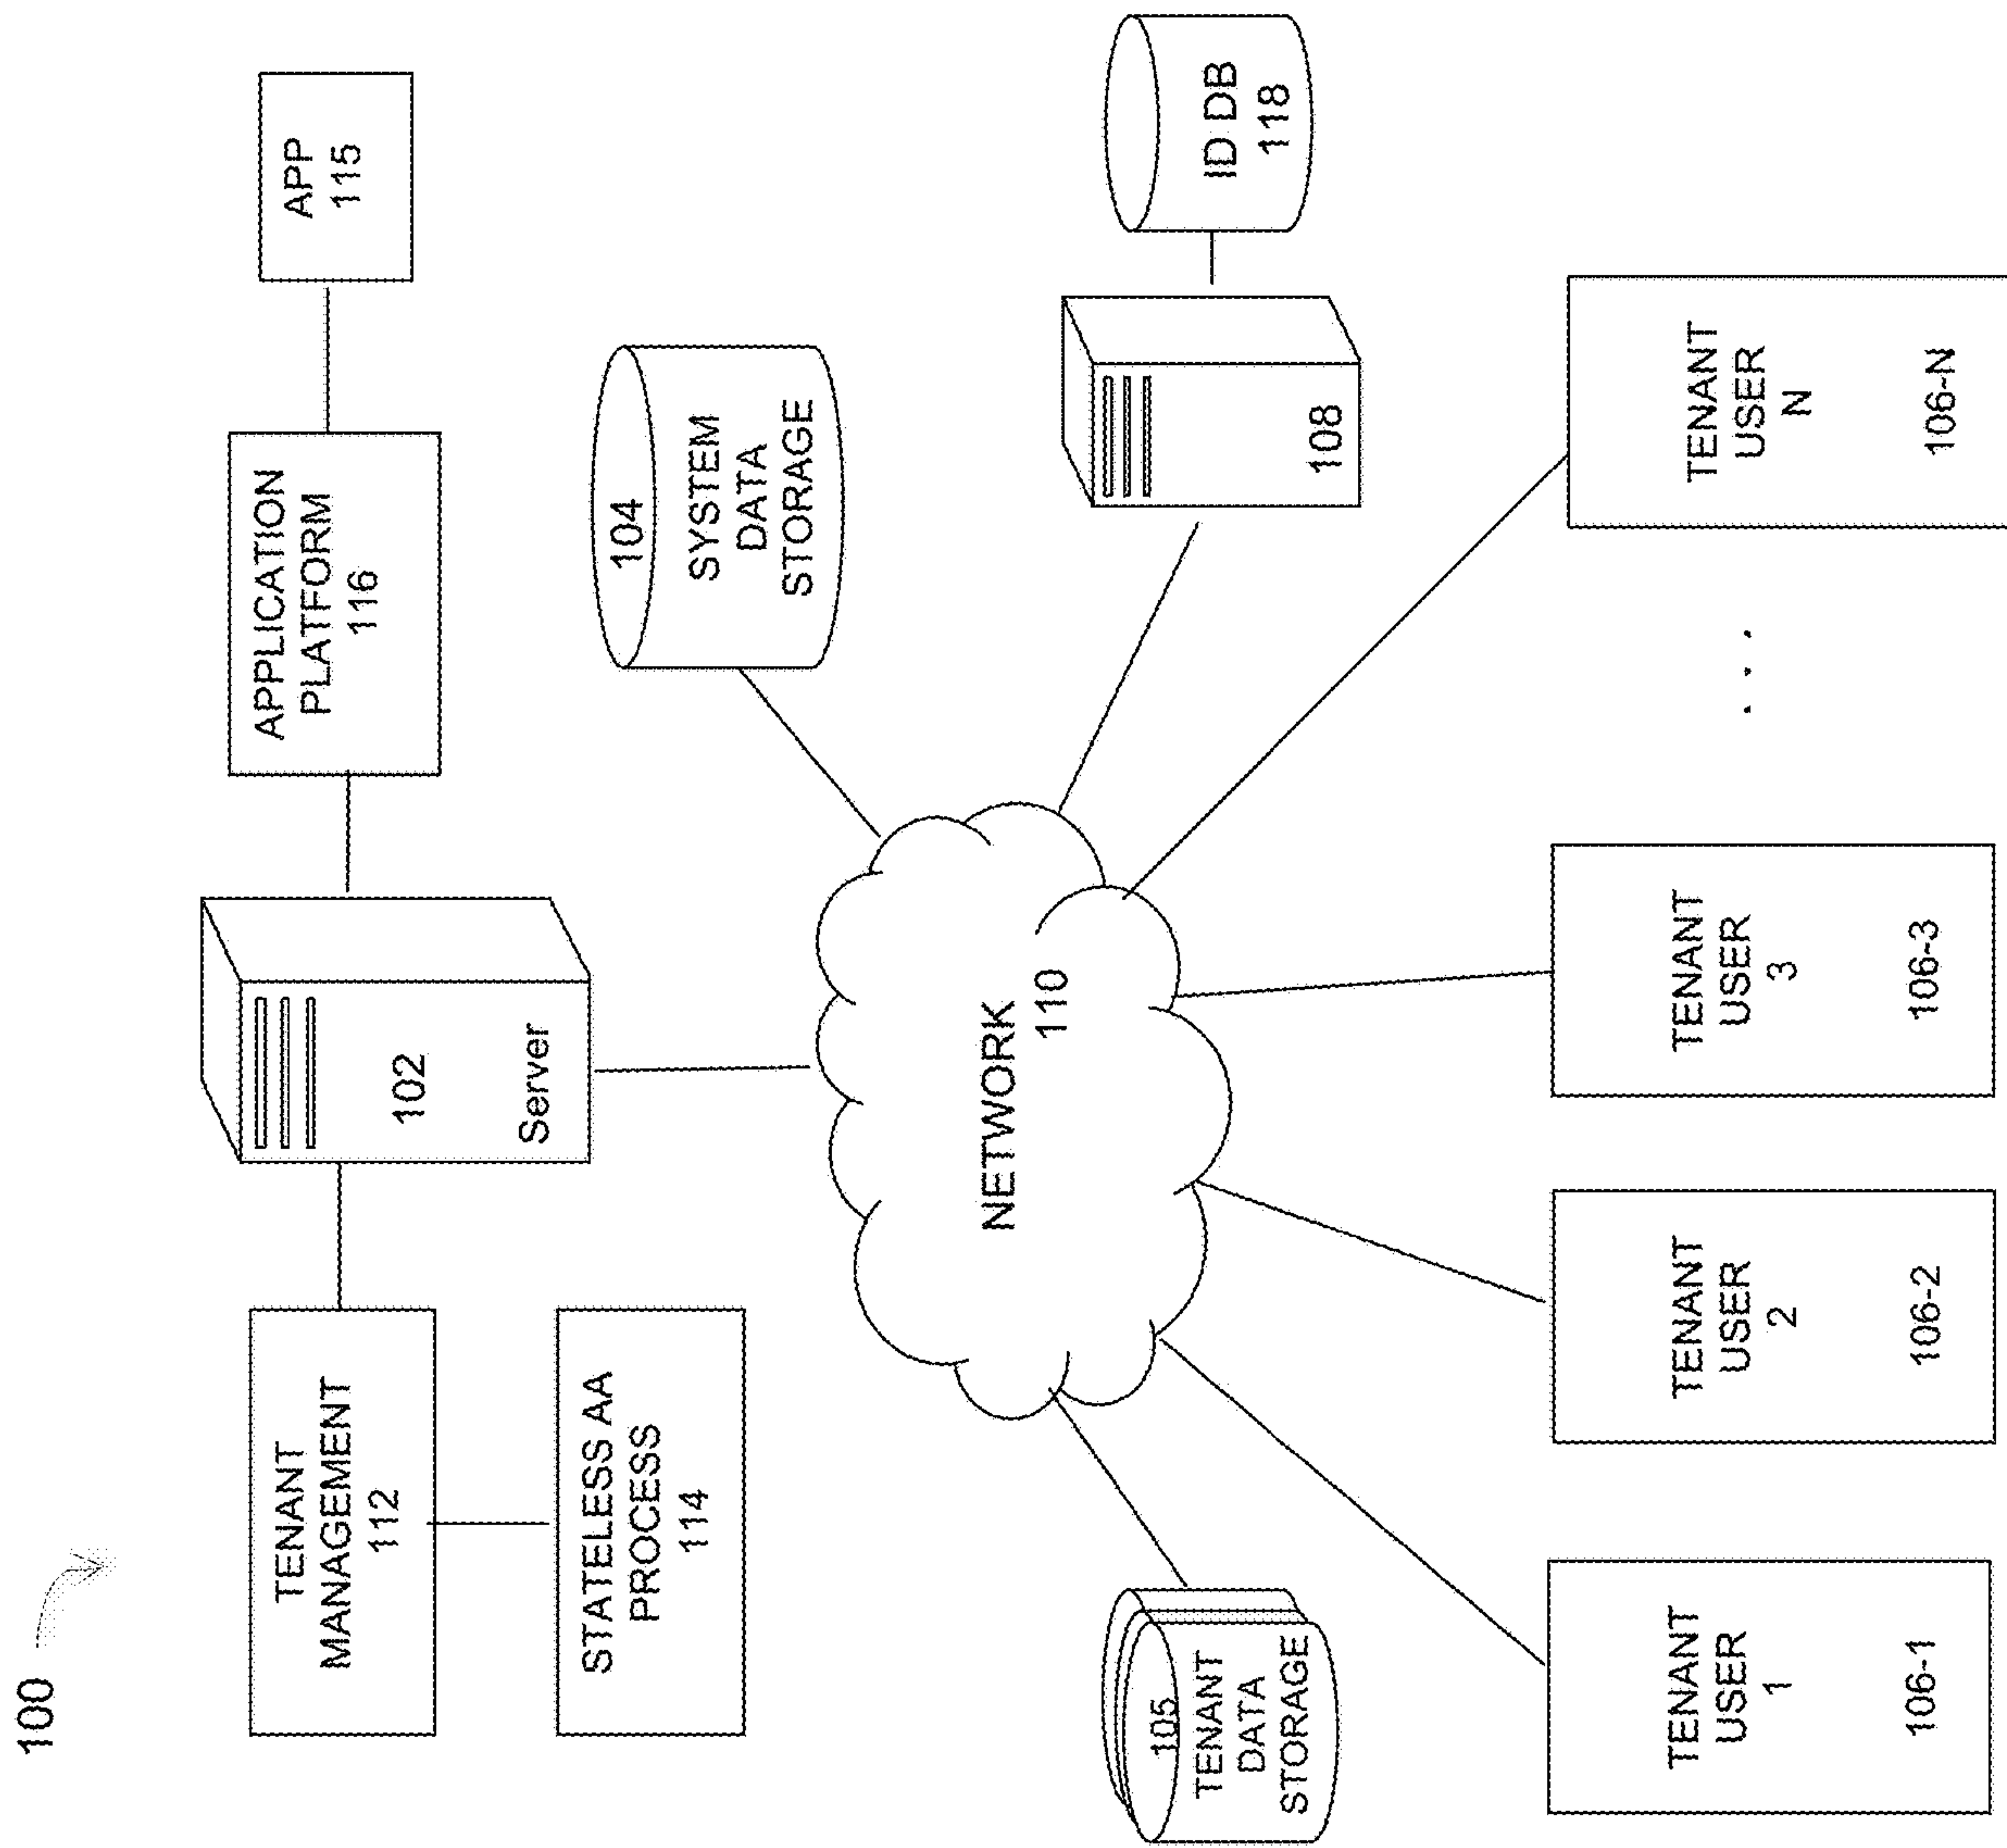 100
TENANT
MANAGEMENT
112
STATELESS AA
PROCESS
114
102
Server
APPLICATION
PLATFORM
116
APP
115
104
SYSTEM
DATA
STORAGE
NETWORK
110
105
TENANT
DATA
STORAGE
108
ID DB
118
TENANT
USER
1
106-1
TENANT
USER
2
106-2
TENANT
USER
3
106-3
. . .
TENANT
USER
N
106-N